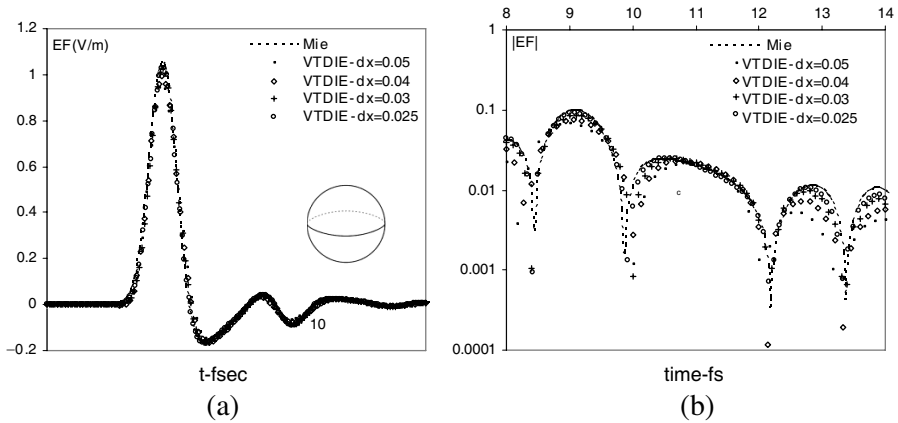 EF(V/m)
Mie
VTDIE-dx=0.05
VTDIE-dx=0.04
VTDIE-dx=0.03
VTDIE-dx=0.025
1.2
1
0.8
0.6
0.4
0.2
0
−0.2
10
t-fsec
(a)
8 9 10 11 12 13 14
|EF|
Mie
VTDIE-dx=0.05
VTDIE-dx=0.04
VTDIE-dx=0.03
VTDIE-dx=0.025
1
0.1
0.01
0.001
0.0001
time-fs
(b)